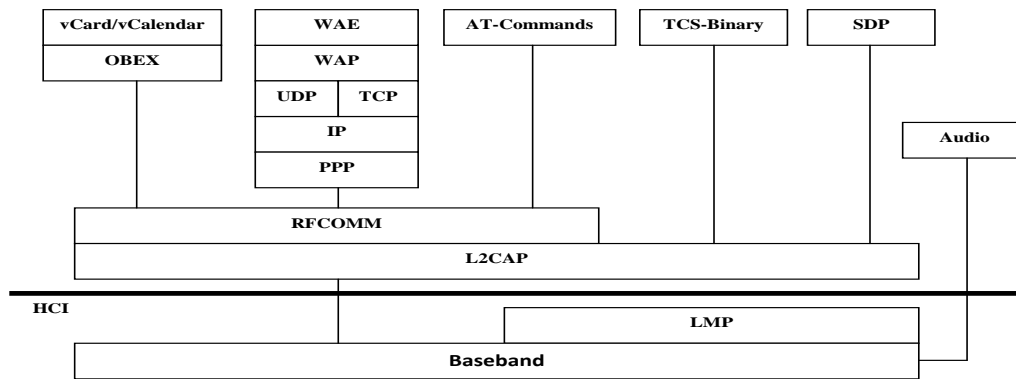 vCard/vCalendar
OBEX
WAE
WAP
UDP TCP
IP
PPP
AT-Commands
TCS-Binary
SDP
Audio
RFCOMM
L2CAP
HCI
LMP
Baseband